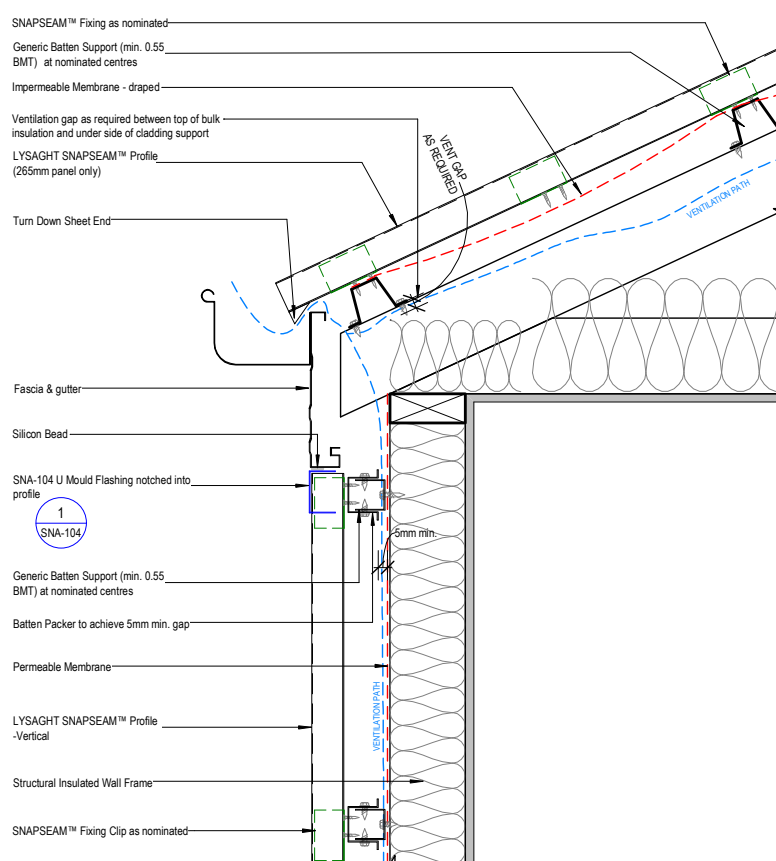 SNAPSEAM™ Fixing as nominated
Generic Batten Support (min. 0.55
BMT) at nominated centres
Impermeable Membrane - draped
Ventilation gap as required between top of bulk
insulation and under side of cladding support
LYSAGHT SNAPSEAM™ Profile
(265mm panel only)
VENT GAP
AS REQUIRED
VENTILATION PATH
Turn Down Sheet End
Fascia & gutter
Silicon Bead
SNA-104 U Mould Flashing notched into
profile
1
SNA-104
5mm min.
Generic Batten Support (min. 0.55
BMT) at nominated centres
Batten Packer to achieve 5mm min. gap
Permeable Membrane
VENTILATION PATH
LYSAGHT SNAPSEAM™ Profile
-Vertical
Structural Insulated Wall Frame
SNAPSEAM™ Fixing Clip as nominated